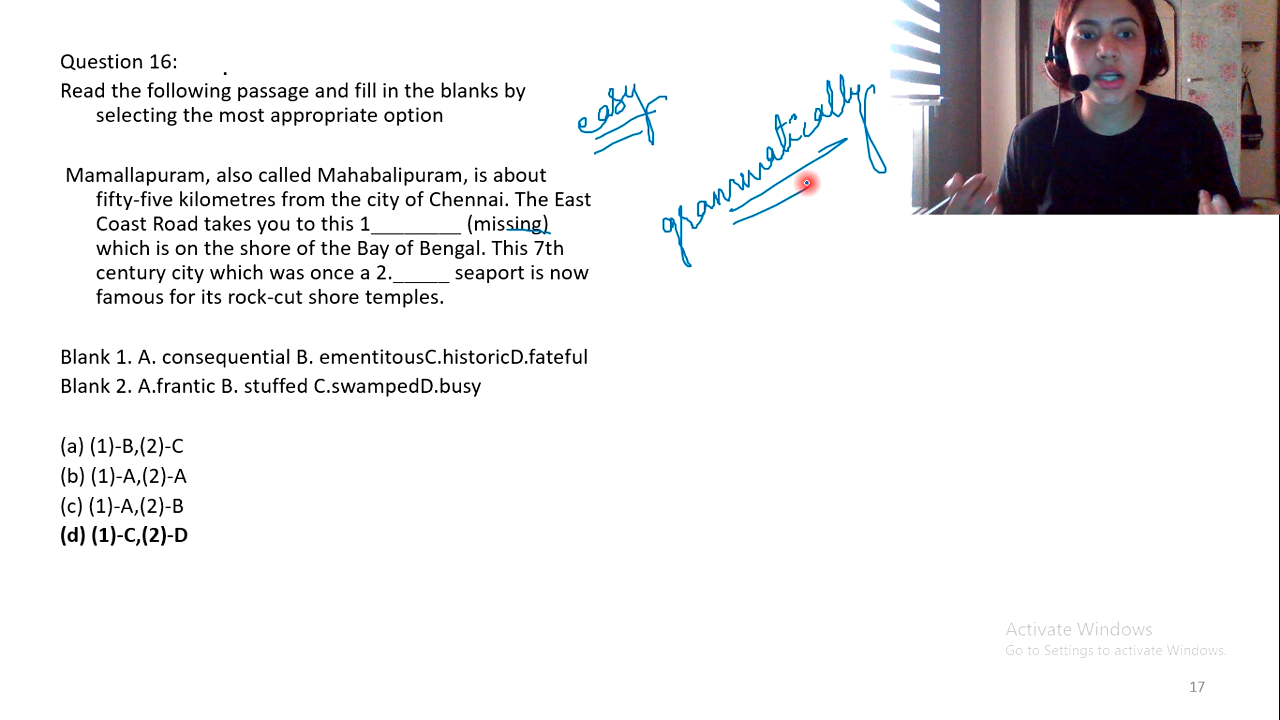 Question 16:
Read the following passage and fill in the blanks by
selecting the most appropriate option
easy
grammatically
Mamallapuram, also called Mahabalipuram, is about
fifty-five kilometres from the city of Chennai. The East
Coast Road takes you to this 1________ (missing)
which is on the shore of the Bay of Bengal. This 7th
century city which was once a 2._____ seaport is now
famous for its rock-cut shore temples.
Blank 1. A. consequential B. ementitousC.historicD.fateful
Blank 2. A.frantic B. stuffed C.swampedD.busy
(a) (1)-B,(2)-C
(b) (1)-A,(2)-A
(c) (1)-A,(2)-B
(d) (1)-C,(2)-D
Activate Windows
Go to Settings to activate Windows.
17